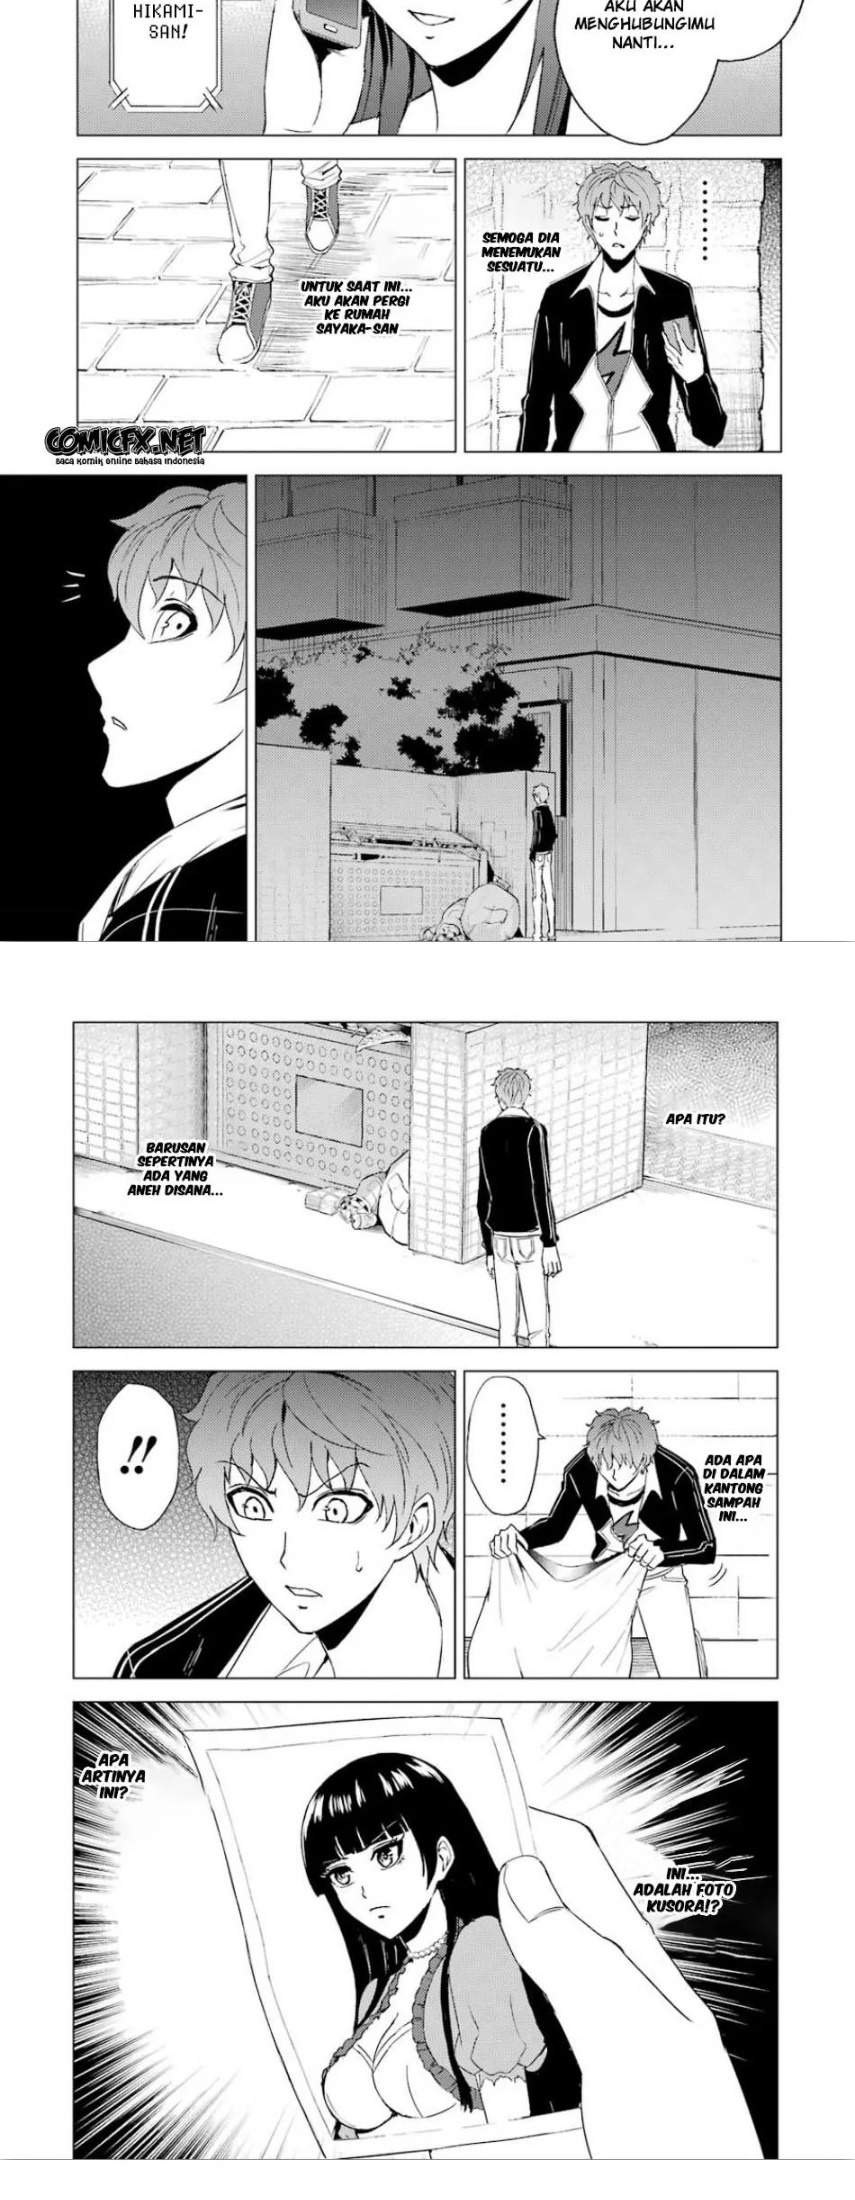 HIKAMI-
SAN!
AKU AKAN
MENGHUBUNGIMU
NANTI...
SEMOGA DIA
MENEMUKAN
SESUATU...
UNTUK SAAT INI...
AKU AKAN PERGI
KE RUMAH
SAYAKA-SAN
COMICFX.NET
Baca Komik Online Bahasa Indonesia
APA ITU?
BARUSAN
SEPERTINYA
ADA YANG
ANEH DISANA...
ADA APA
DI DALAM
KANTONG
SAMPAH
INI...
!!
INI...
ADALAH FOTO
KUSORA!?
APA
ARTINYA
INI?